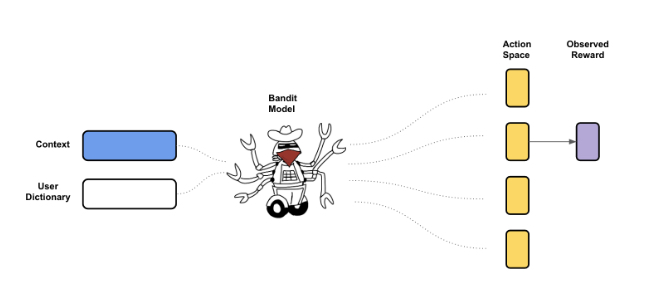 Action
Space
Observed
Reward
Bandit
Model
Context
User
Dictionary